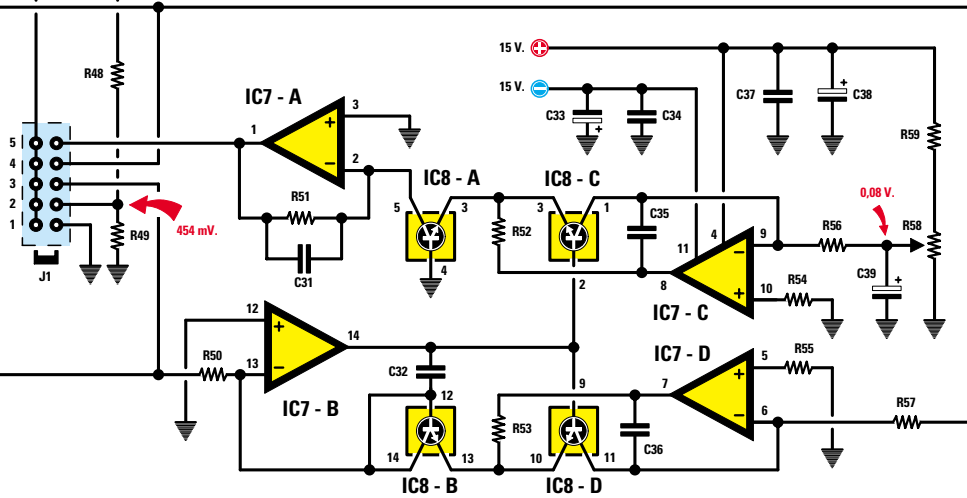 15 V.
15 V.
R48
IC7 - A
3
1
2
C33
C34
C37
C38
R59
5
4
3
2
1
J1
R49
454 mV.
R51
C31
IC8 - A
5
3
4
IC8 - C
3
1
2
R52
C35
11
4
9
8
10
IC7 - C
0,08 V.
R56
R58
R54
C39
12
14
13
R50
IC7 - B
C32
IC7 - D
5
7
6
R55
R57
12
14
13
IC8 - B
R53
9
10
11
IC8 - D
C36